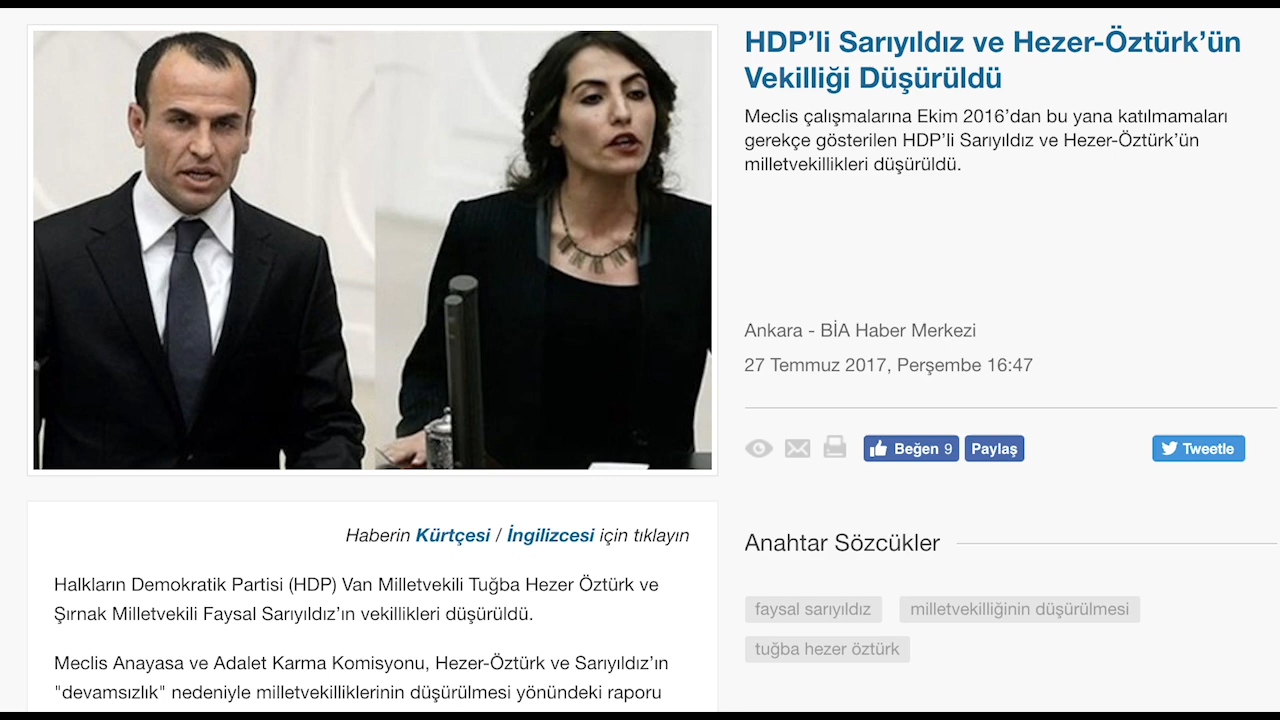 HDP’li Sarıyıldız ve Hezer-Öztürk’ün
Vekilliği Düşürüldü
Meclis çalışmalarına Ekim 2016’dan bu yana katılmamaları
gerekçe gösterilen HDP’li Sarıyıldız ve Hezer-Öztürk’ün
milletvekillikleri düşürüldü.
Ankara - BİA Haber Merkezi
27 Temmuz 2017, Perşembe 16:47
Beğen 9 Paylaş Tweetle
Haberin Kürtçesi / İngilizcesi için tıklayın
Halkların Demokratik Partisi (HDP) Van Milletvekili Tuğba Hezer Öztürk ve
Şırnak Milletvekili Faysal Sarıyıldız’ın vekillikleri düşürüldü.
Meclis Anayasa ve Adalet Karma Komisyonu, Hezer-Öztürk ve Sarıyıldız’ın
"devamsızlık" nedeniyle milletvekilliklerinin düşürülmesi yönündeki raporu
Anahtar Sözcükler
faysal sarıyıldız milletvekilliğinin düşürülmesi
tuğba hezer öztürk